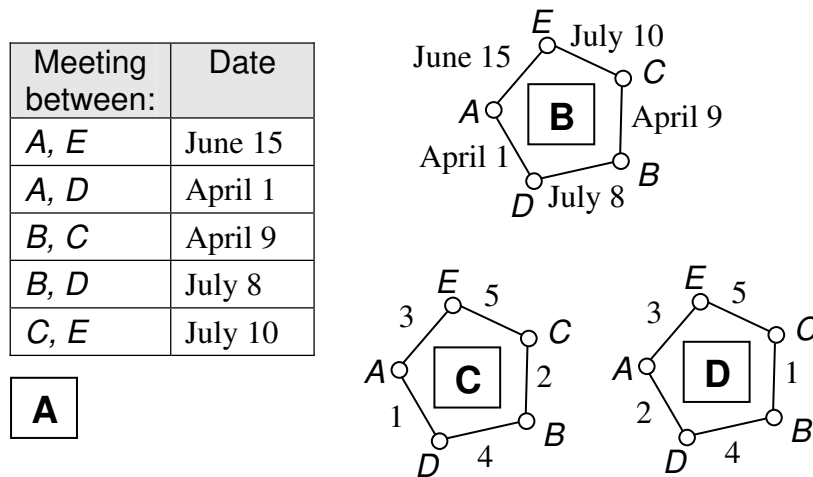 Meeting between: Date
A, E June 15
A, D April 1
B, C April 9
B, D July 8
C, E July 10
A
E
June 15 July 10
C
A B April 9
April 1
B
D July 8
E
3 5
C
A C 2
1
B
D 4
E
3 5
C
A D 1
2
B
D 4